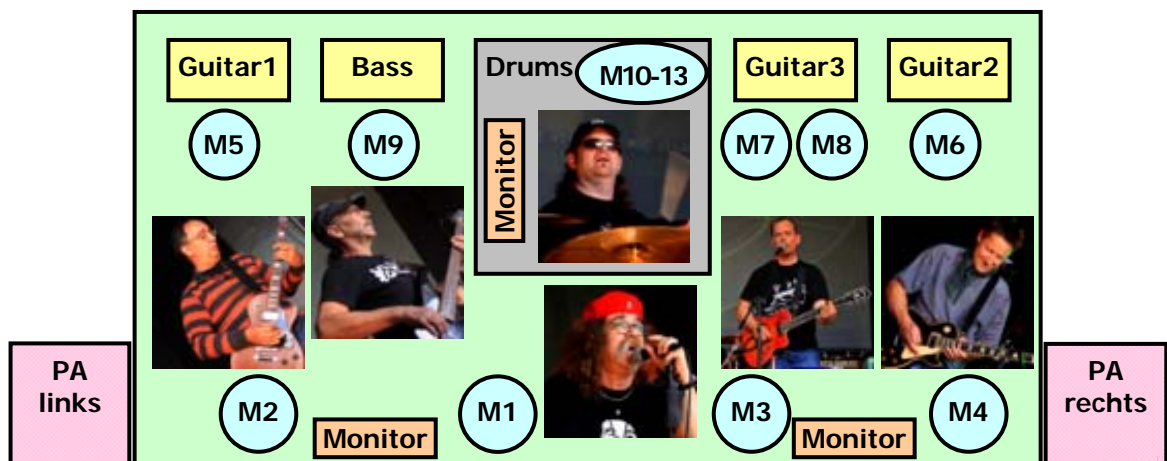 Guitar1
Bass
Drums
M10-13
Guitar3
Guitar2
M5
M9
Monitor
M7
M8
M6
PA
links
M2
Monitor
M1
M3
Monitor
M4
PA
rechts